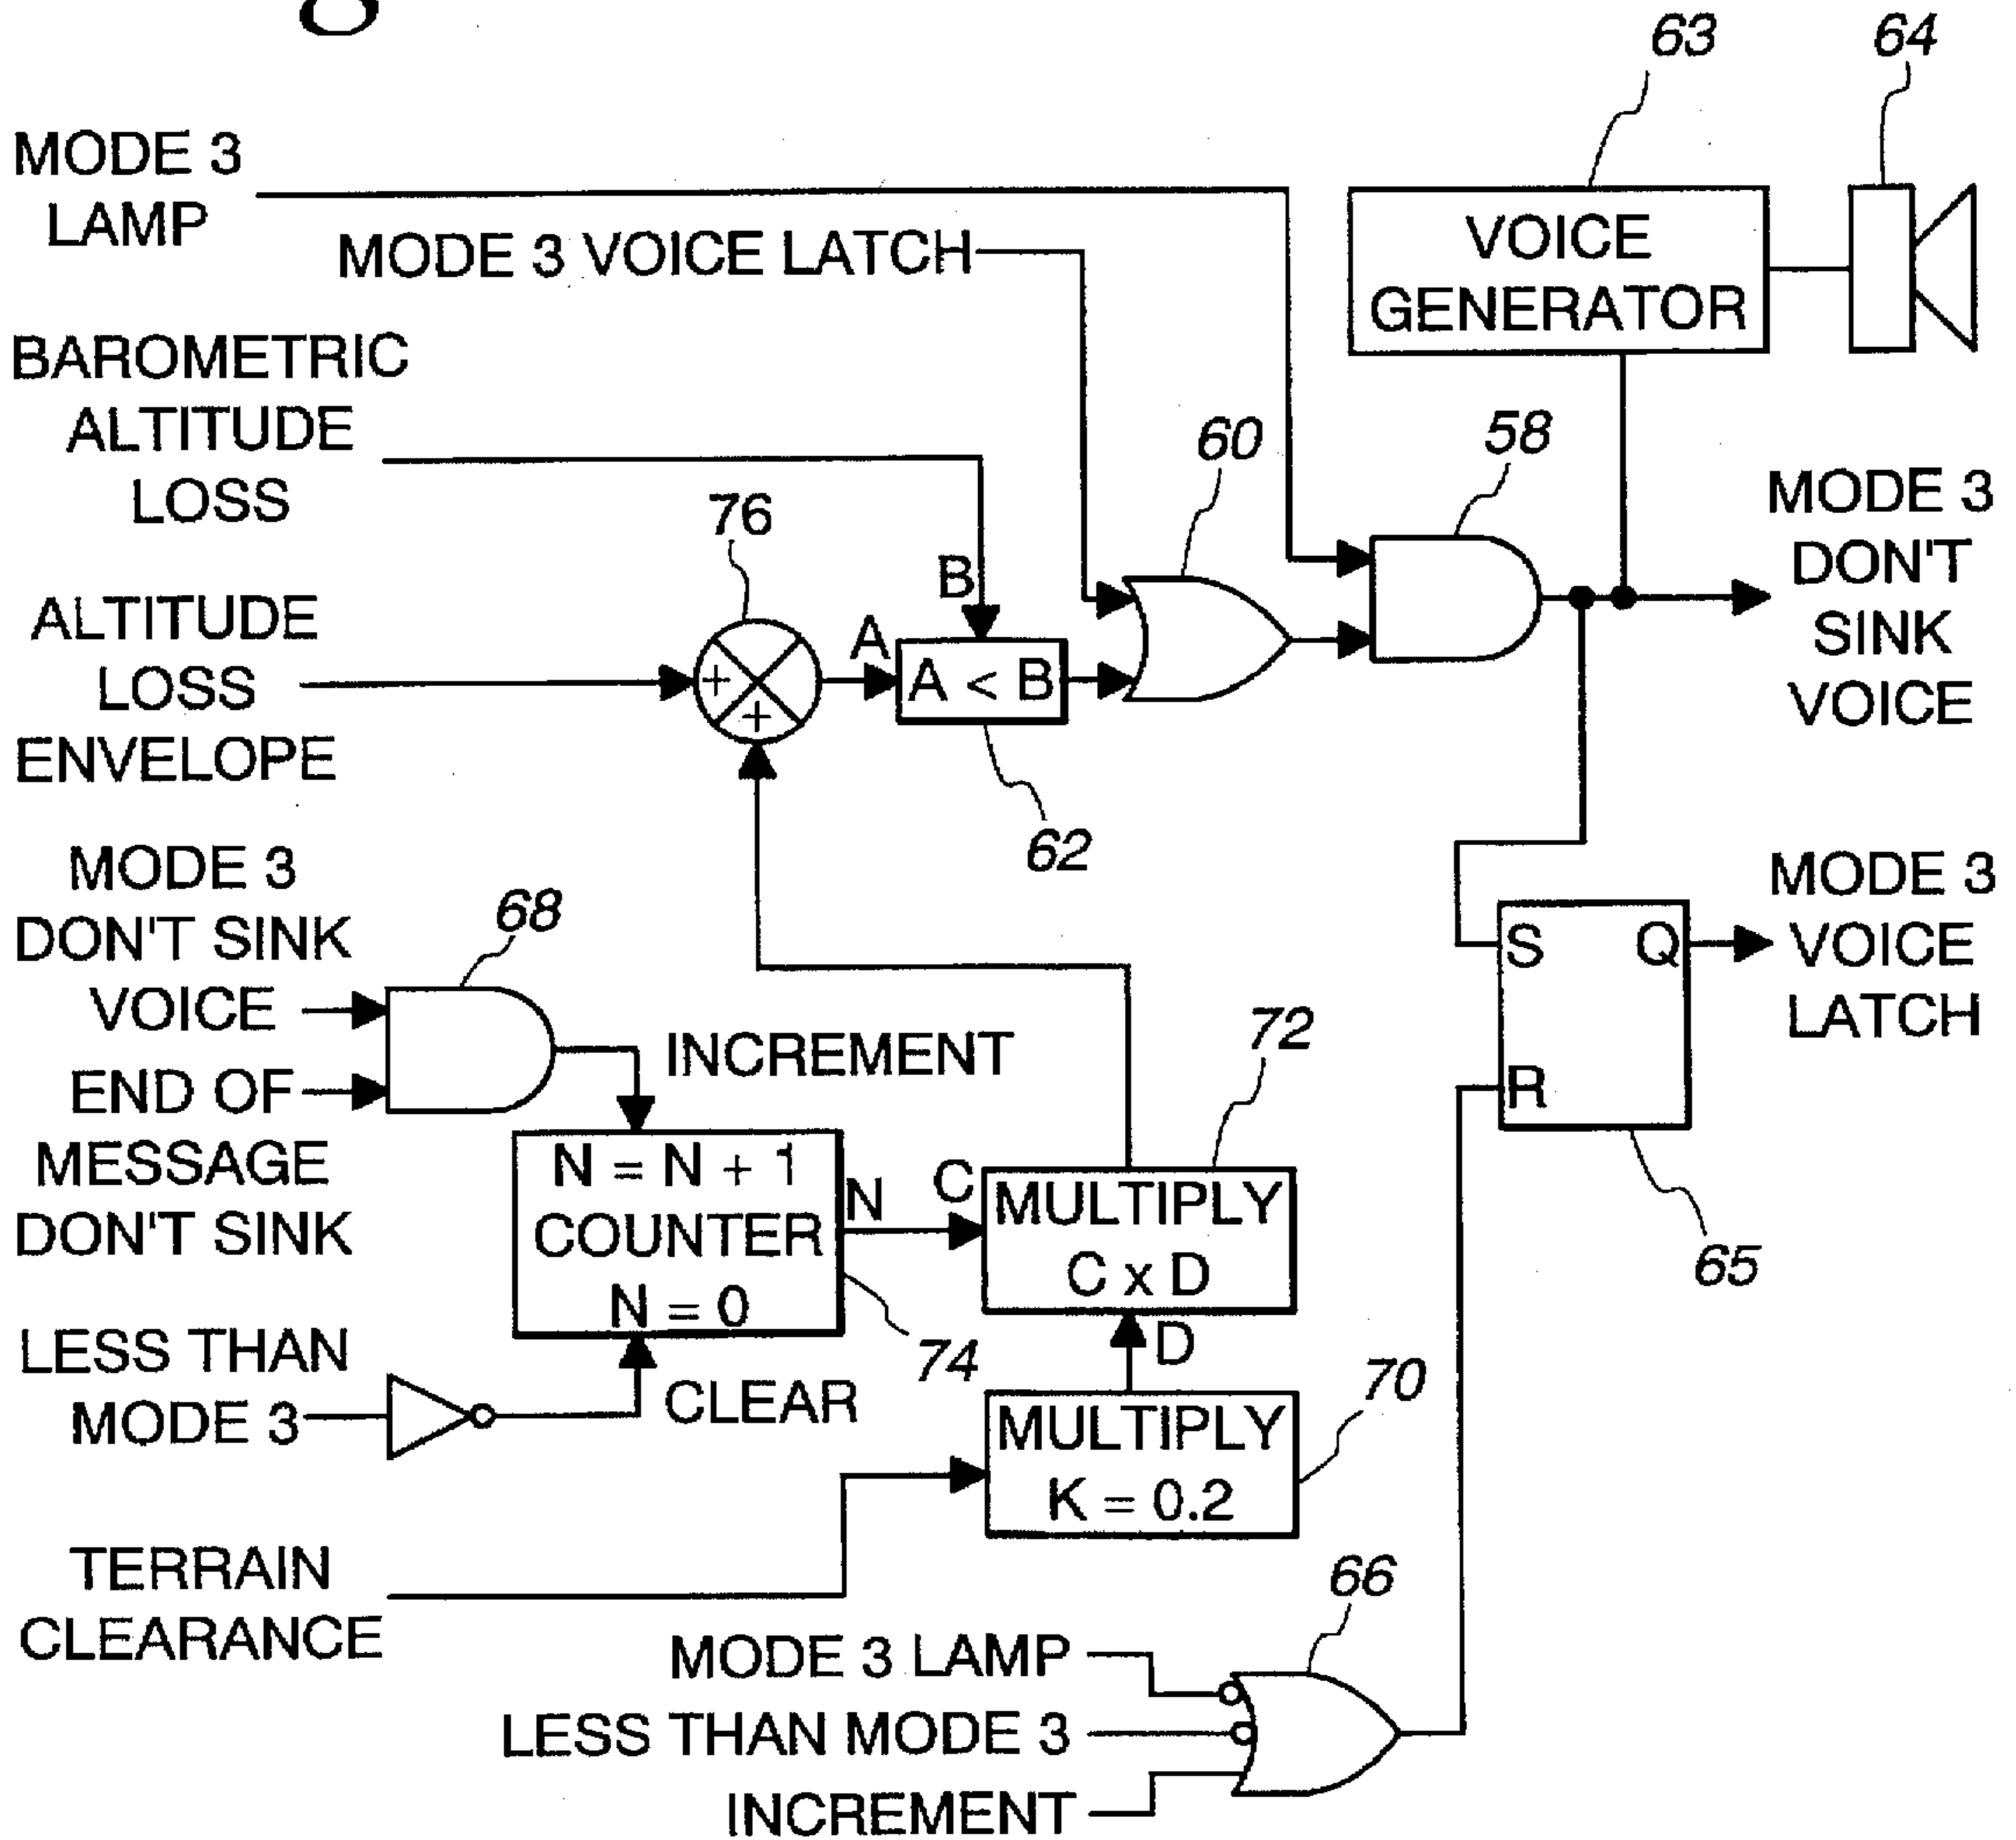 63
64
MODE 3
LAMP
MODE 3 VOICE LATCH
VOICE
GENERATOR
BAROMETRIC
ALTITUDE
LOSS
76
60
58
B
A
A < B
+
+
62
ALTITUDE
LOSS
ENVELOPE
MODE 3
DON'T
SINK
VOICE
MODE 3
DON'T SINK
VOICE
68
END OF
MESSAGE
DON'T SINK
INCREMENT
72
S
Q
R
65
MODE 3
VOICE
LATCH
N = N + 1
COUNTER
N = 0
N
C
MULTIPLY
C x D
74
D
LESS THAN
MODE 3
CLEAR
70
MULTIPLY
K = 0.2
TERRAIN
CLEARANCE
66
MODE 3 LAMP
LESS THAN MODE 3
INCREMENT